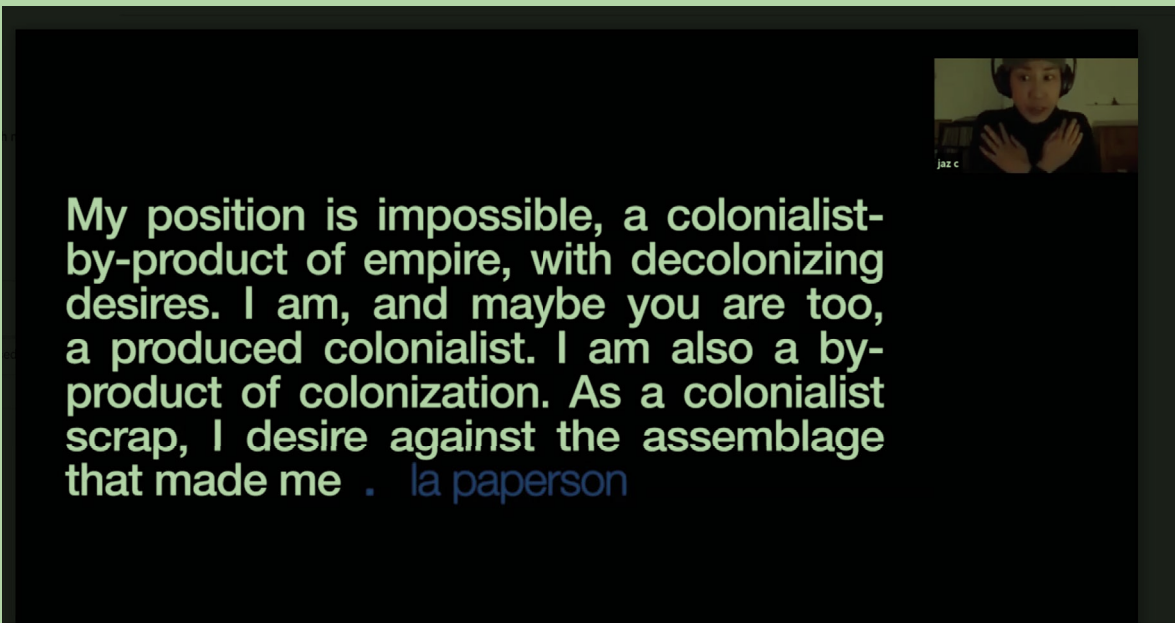 jaz c
My position is impossible, a colonialist-
by-product of empire, with decolonizing
desires. I am, and maybe you are too,
a produced colonialist. I am also a by-
product of colonization. As a colonialist
scrap, I desire against the assemblage
that made me . la paperson